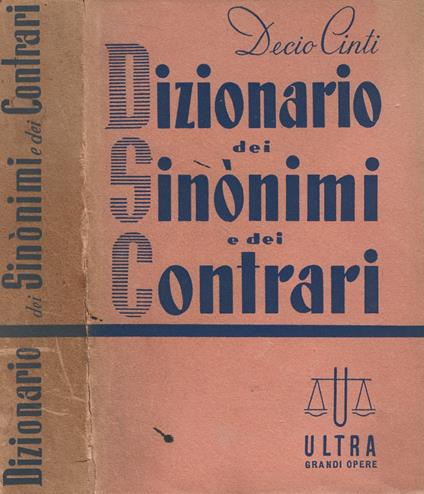 Decio Cinti
Dizionario
dei
Sinònimi
e dei
Contrari
U
ULTRA
GRANDI OPERE
Dizionario dei Sinònimi e dei Contrari